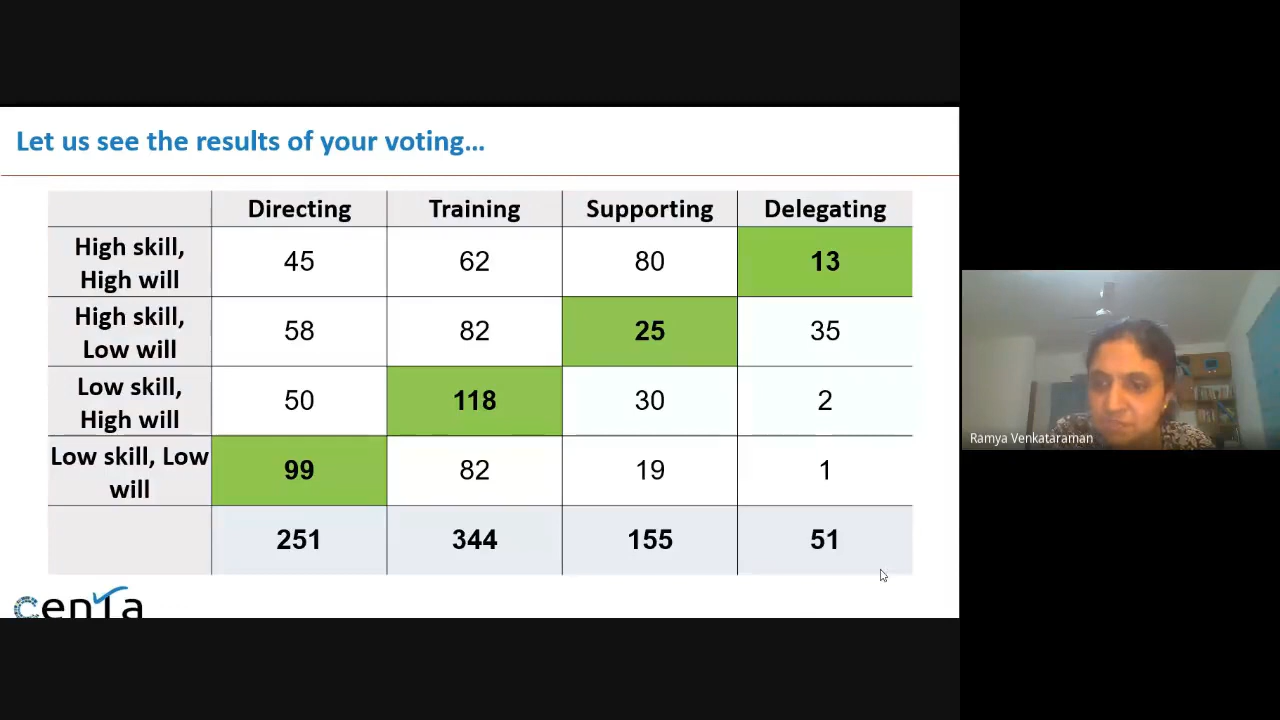 Let us see the results of your voting…
Directing Training Supporting Delegating
High skill,
High will 45 62 80 13
High skill,
Low will 58 82 25 35
Low skill,
High will 50 118 30 2
Low skill, Low
will 99 82 19 1
251 344 155 51
cenTa
Ramya Venkataraman